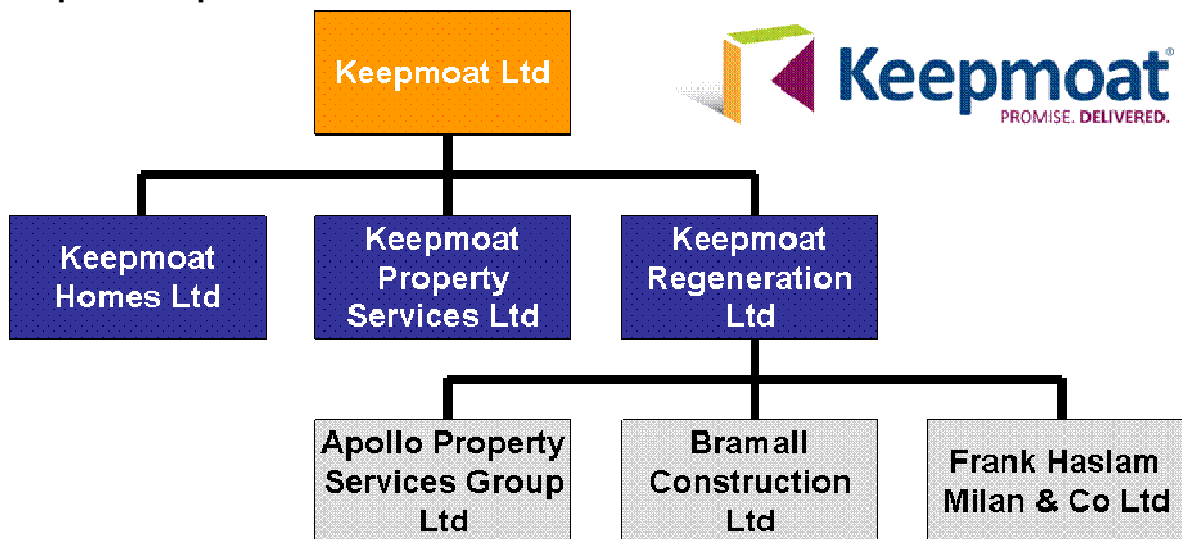 Keepmoat Ltd
Keepmoat®
PROMISE. DELIVERED.
Keepmoat
Homes Ltd
Keepmoat
Property
Services Ltd
Keepmoat
Regeneration
Ltd
Apollo Property
Services Group
Ltd
Bramall
Construction
Ltd
Frank Haslam
Milan & Co Ltd